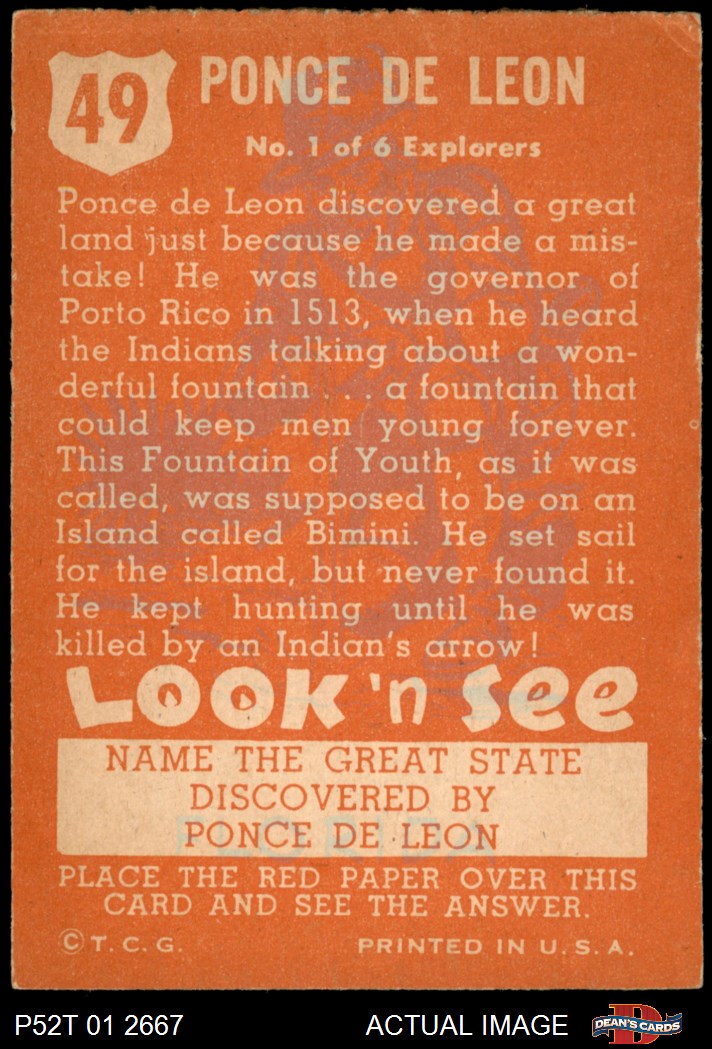 49
PONCE DE LEON
No. 1 of 6 Explorers
Ponce de Leon discovered a great
land just because he made a mis-
take! He was the governor of
Porto Rico in 1513, when he heard
the Indians talking about a won-
derful fountain . . . a fountain that
could keep men young forever.
This Fountain of Youth, as it was
called, was supposed to be on an
Island called Bimini. He set sail
for the island, but never found it.
He kept hunting until he was
killed by an Indian's arrow!
LOOK 'n SEE
NAME THE GREAT STATE
DISCOVERED BY
PONCE DE LEON
FLORIDA
PLACE THE RED PAPER OVER THIS
CARD AND SEE THE ANSWER.
© T. C. G. PRINTED IN U. S. A.
P52T 01 2667 ACTUAL IMAGE D DEAN'S CARDS